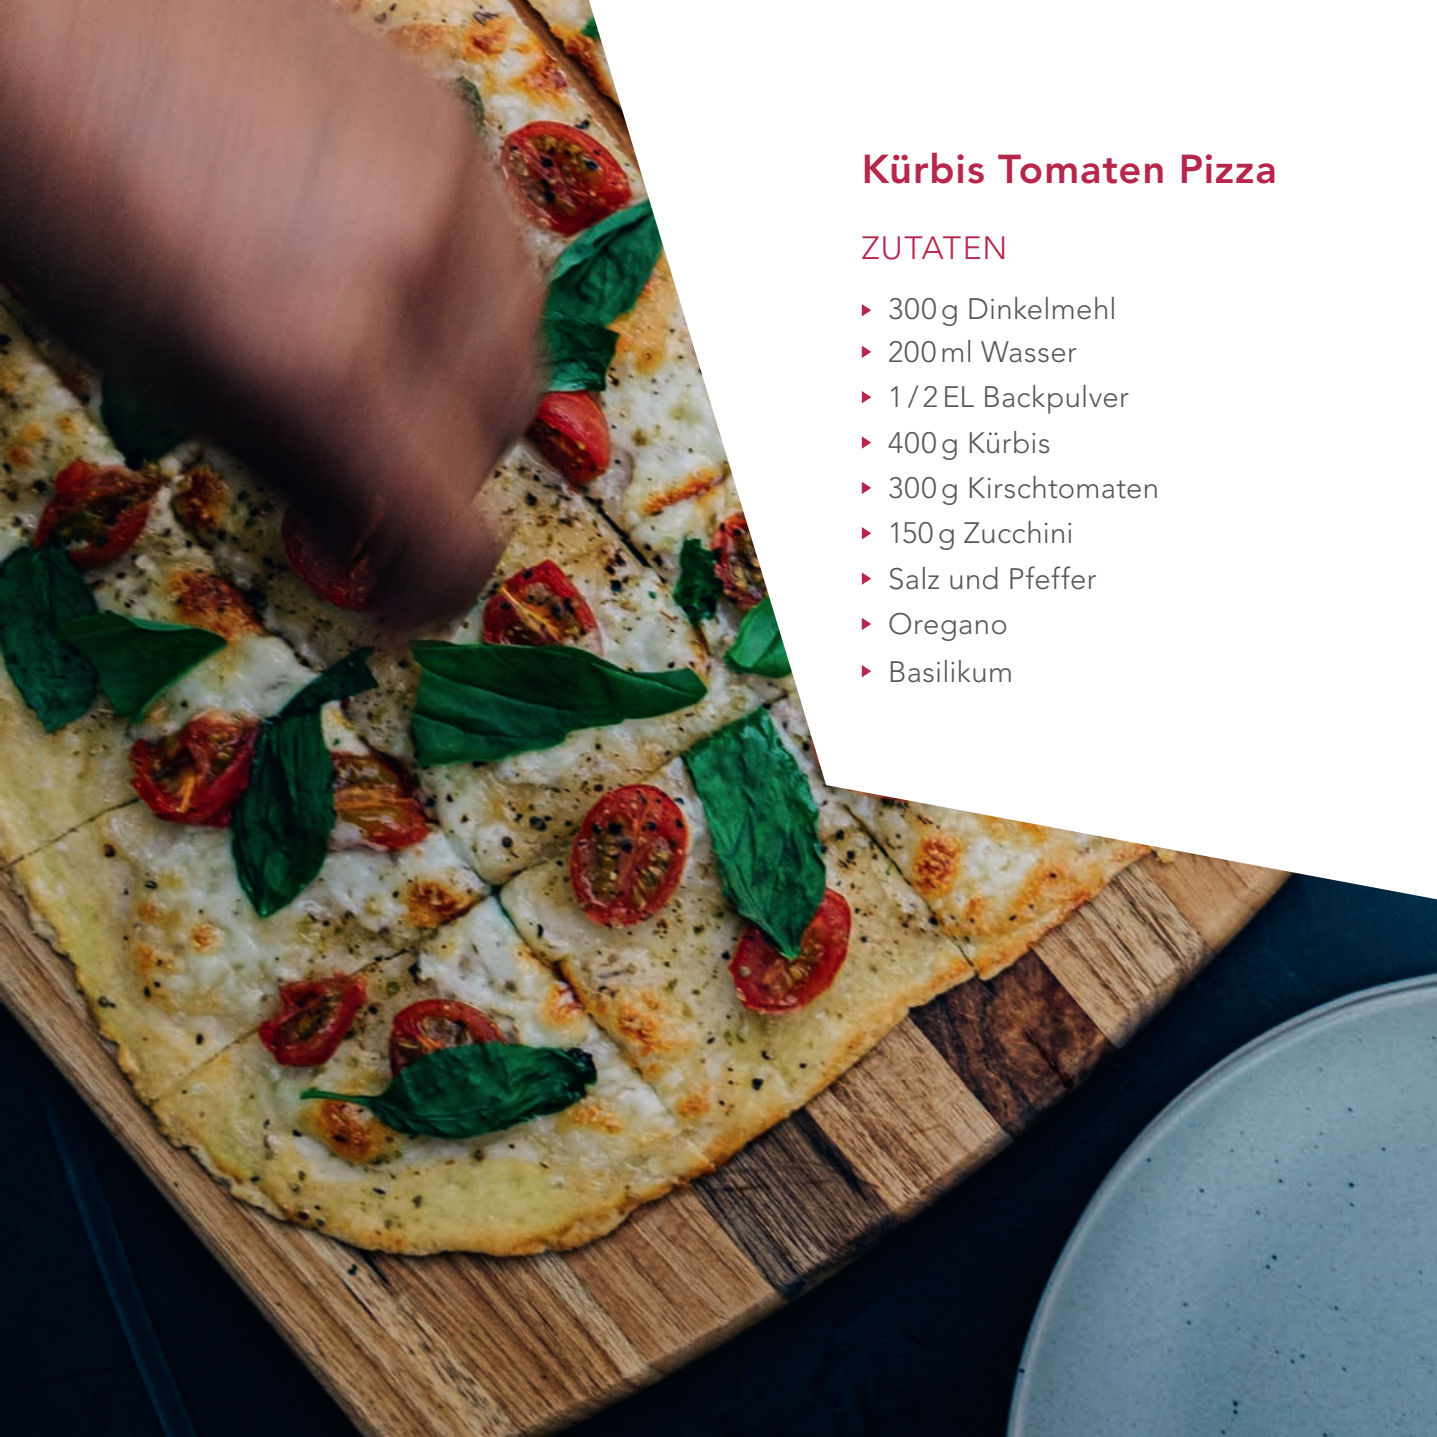 Kürbis Tomaten Pizza
ZUTATEN
300 g Dinkelmehl
200 ml Wasser
1 / 2 EL Backpulver
400 g Kürbis
300 g Kirschtomaten
150 g Zucchini
Salz und Pfeffer
Oregano
Basilikum